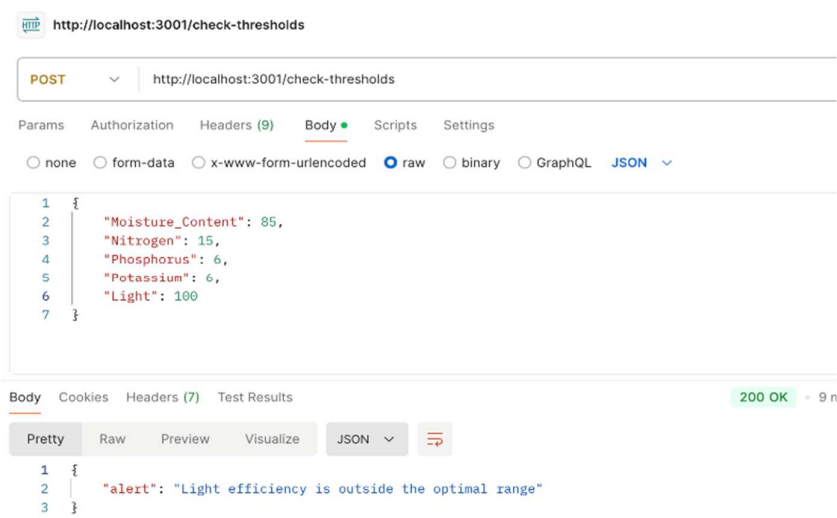 HTTP http://localhost:3001/check-thresholds
POST http://localhost:3001/check-thresholds
Params Authorization Headers (9) Body Scripts Settings
none form-data x-www-form-urlencoded raw binary GraphQL JSON
1 {
2 "Moisture_Content": 85,
3 "Nitrogen": 15,
4 "Phosphorus": 6,
5 "Potassium": 6,
6 "Light": 100
7 }
Body Cookies Headers (7) Test Results 200 OK 9
Pretty Raw Preview Visualize JSON
1 {
2 "alert": "Light efficiency is outside the optimal range"
3 }